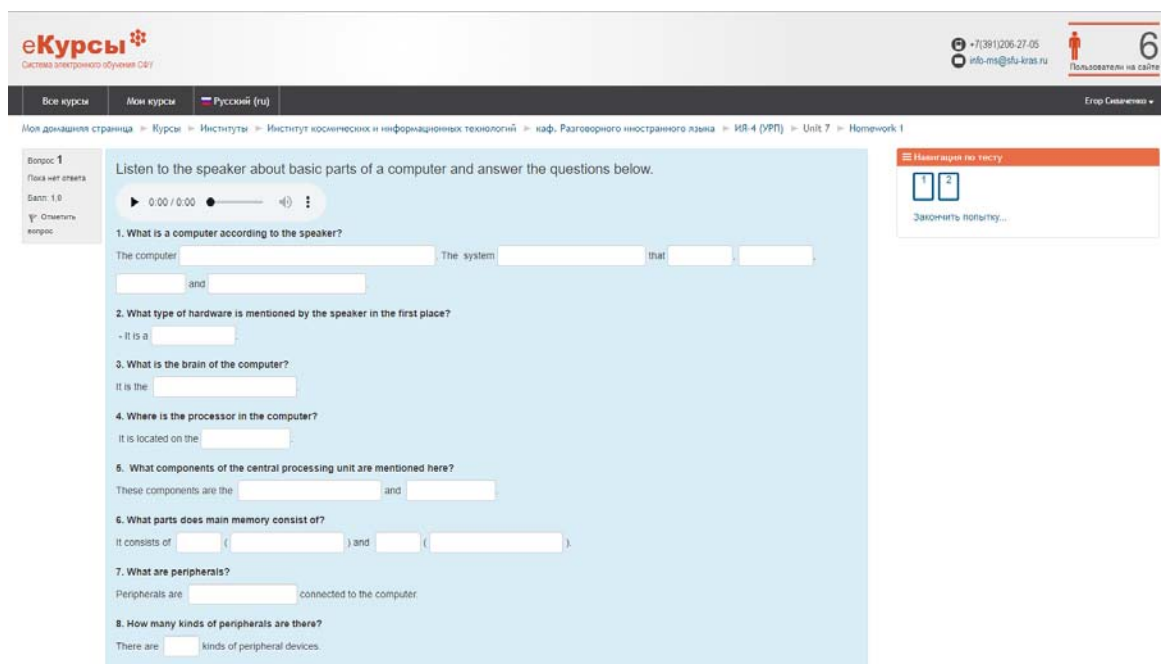 еКурсы
Система электронного обучения СФУ
+7(391)206-27-05
info-ms@sfu-kras.ru
6
Пользователи на сайте
Все курсы
Мои курсы
Русский (ru)
Егор Сиваченко
Моя домашняя страница ► Курсы ► Институты ► Институт космических и информационных технологий ► каф. Разговорного иностранного языка ► ИЯ-4 (УРП) ► Unit 7 ► Homework 1
Вопрос 1
Пока нет ответа
Балл: 1,0
Отметить вопрос
Listen to the speaker about basic parts of a computer and answer the questions below.
0:00 / 0:00
1. What is a computer according to the speaker?
The computer . The system that , ,
and .
2. What type of hardware is mentioned by the speaker in the first place?
- It is a .
3. What is the brain of the computer?
It is the .
4. Where is the processor in the computer?
It is located on the .
5. What components of the central processing unit are mentioned here?
These components are the and .
6. What parts does main memory consist of?
It consists of ( ) and ( ).
7. What are peripherals?
Peripherals are connected to the computer.
8. How many kinds of peripherals are there?
There are kinds of peripheral devices.
Навигация по тесту
1 2
Закончить попытку...